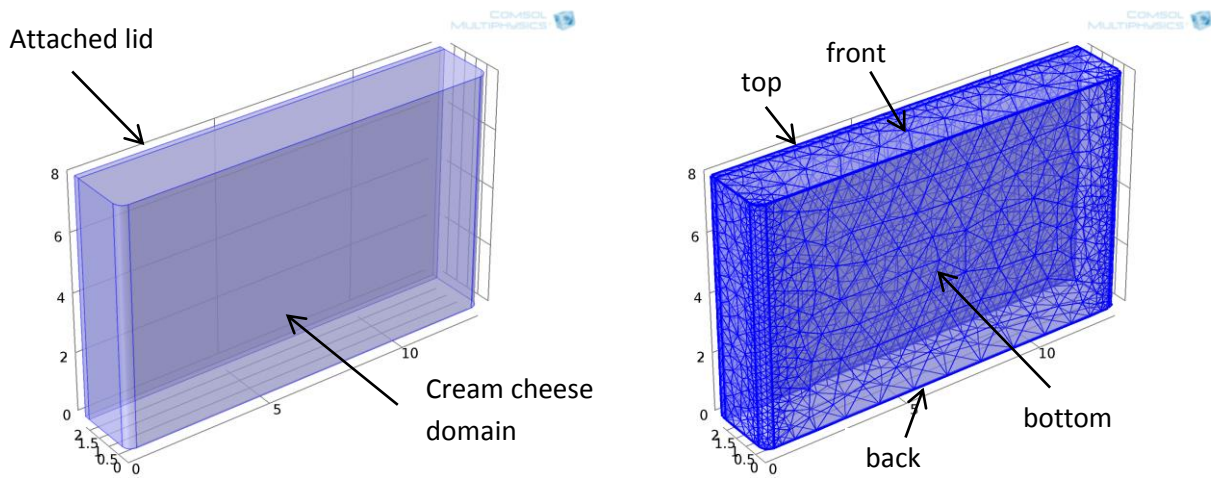 COMSOL
MULTIPHYSICS
Attached lid
8
6
4
2
0
2
1.5
1
0.5
0
0
5
10
Cream cheese
domain
COMSOL
MULTIPHYSICS
front
top
8
6
4
2
0
2
1.5
1
0.5
0
0
5
10
bottom
back